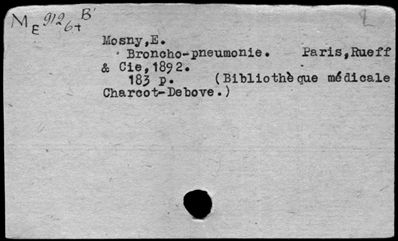 Mosny,E.
Broncho-pneumonie. Paris,Rueff
& Cie,1892.
183 p. (Bibliothèque médicale
Charcot-Debove.)